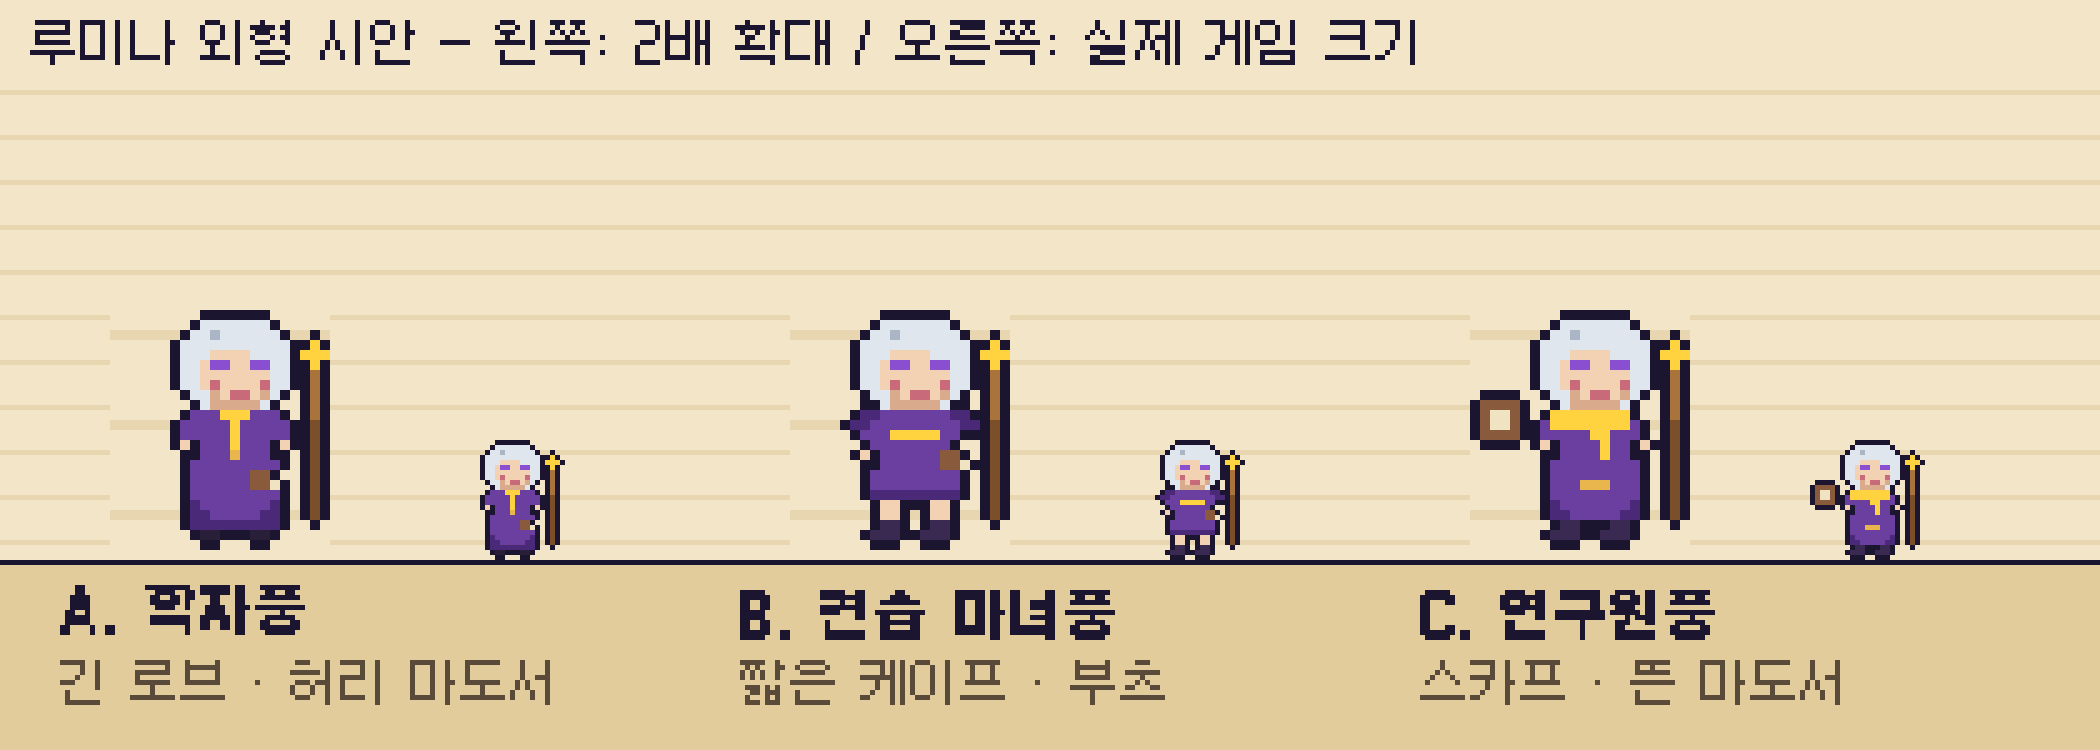 루미나 외형 시안 - 왼쪽: 2배 확대 / 오른쪽: 실제 게임 크기
A. 학자풍
긴 로브 · 허리 마도서
B. 견습 마녀풍
짧은 케이프 · 부츠
C. 연구원풍
스카프 · 뜬 마도서